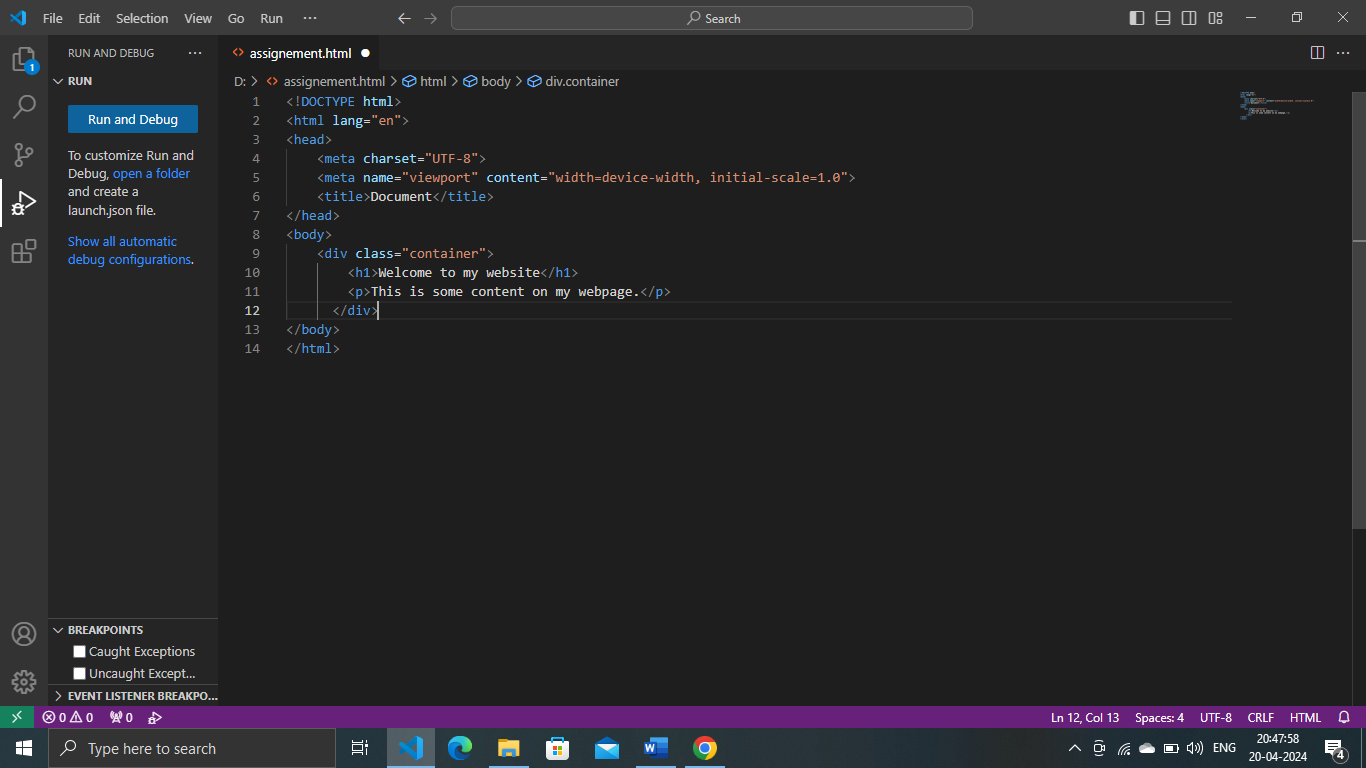 File Edit Selection View Go Run ···
Search
RUN AND DEBUG ···
RUN
Run and Debug
To customize Run and
Debug, open a folder
and create a
launch.json file.
Show all automatic
debug configurations.
BREAKPOINTS
Caught Exceptions
Uncaught Except...
EVENT LISTENER BREAKPO...
1
assignement.html
D: > assignement.html > html > body > div.container
1 <!DOCTYPE html>
2 <html lang="en">
3 <head>
4 <meta charset="UTF-8">
5 <meta name="viewport" content="width=device-width, initial-scale=1.0">
6 <title>Document</title>
7 </head>
8 <body>
9 <div class="container">
10 <h1>Welcome to my website</h1>
11 <p>This is some content on my webpage.</p>
12 </div>
13 </body>
14 </html>
0 0 0
Ln 12, Col 13 Spaces: 4 UTF-8 CRLF HTML
Type here to search
ENG
20:47:58
20-04-2024
4